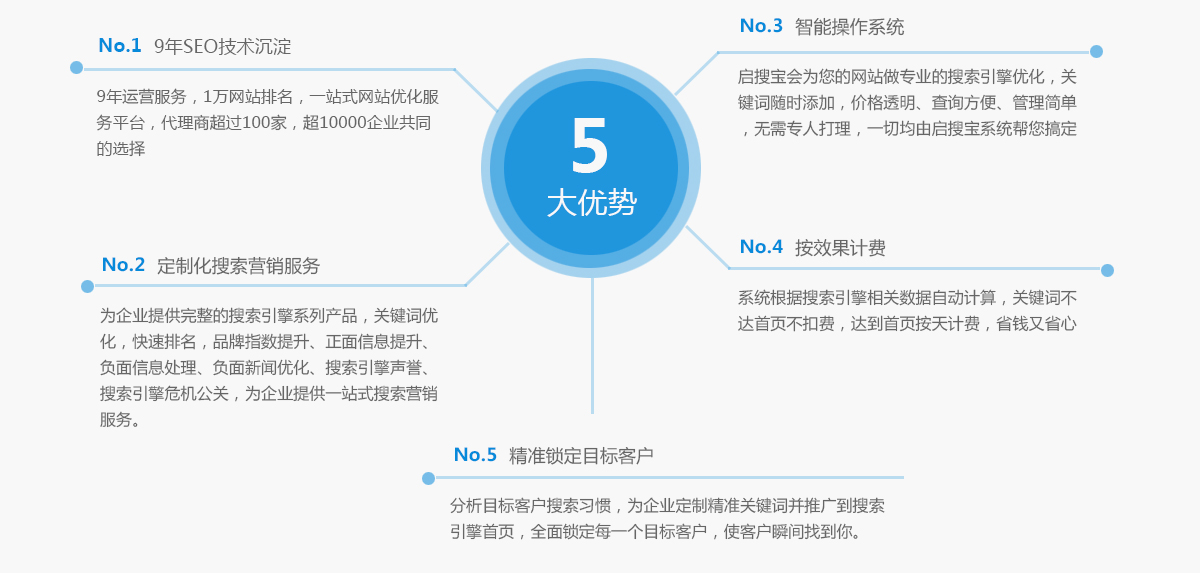 No.1 9年SEO技术沉淀
9年运营服务，1万网站排名，一站式网站优化服
务平台，代理商超过100家，超10000企业共同
的选择
No.2 定制化搜索营销服务
为企业提供完整的搜索引擎系列产品，关键词优
化，快速排名，品牌指数提升、正面信息提升、
负面信息处理、负面新闻优化、搜索引擎声誉、
搜索引擎危机公关，为企业提供一站式搜索营销
服务。
5
大优势
No.3 智能操作系统
启搜宝会为您的网站做专业的搜索引擎优化，关
键词随时添加，价格透明、查询方便、管理简单
，无需专人打理，一切均由启搜宝系统帮您搞定
No.4 按效果计费
系统根据搜索引擎相关数据自动计算，关键词不
达首页不扣费，达到首页按天计费，省钱又省心
No.5 精准锁定目标客户
分析目标客户搜索习惯，为企业定制精准关键词并推广到搜索
引擎首页，全面锁定每一个目标客户，使客户瞬间找到你。